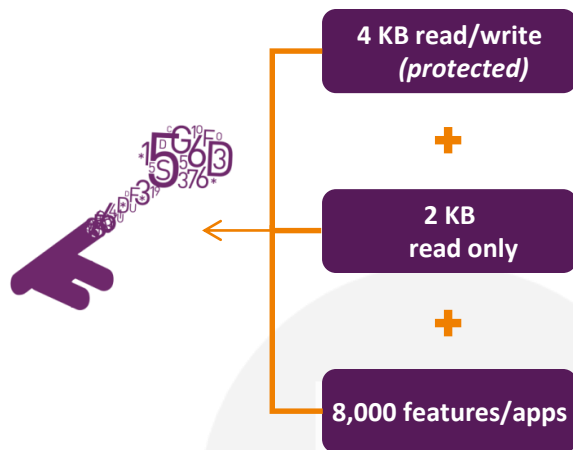 4 KB read/write
(protected)
+
2 KB
read only
+
8,000 features/apps